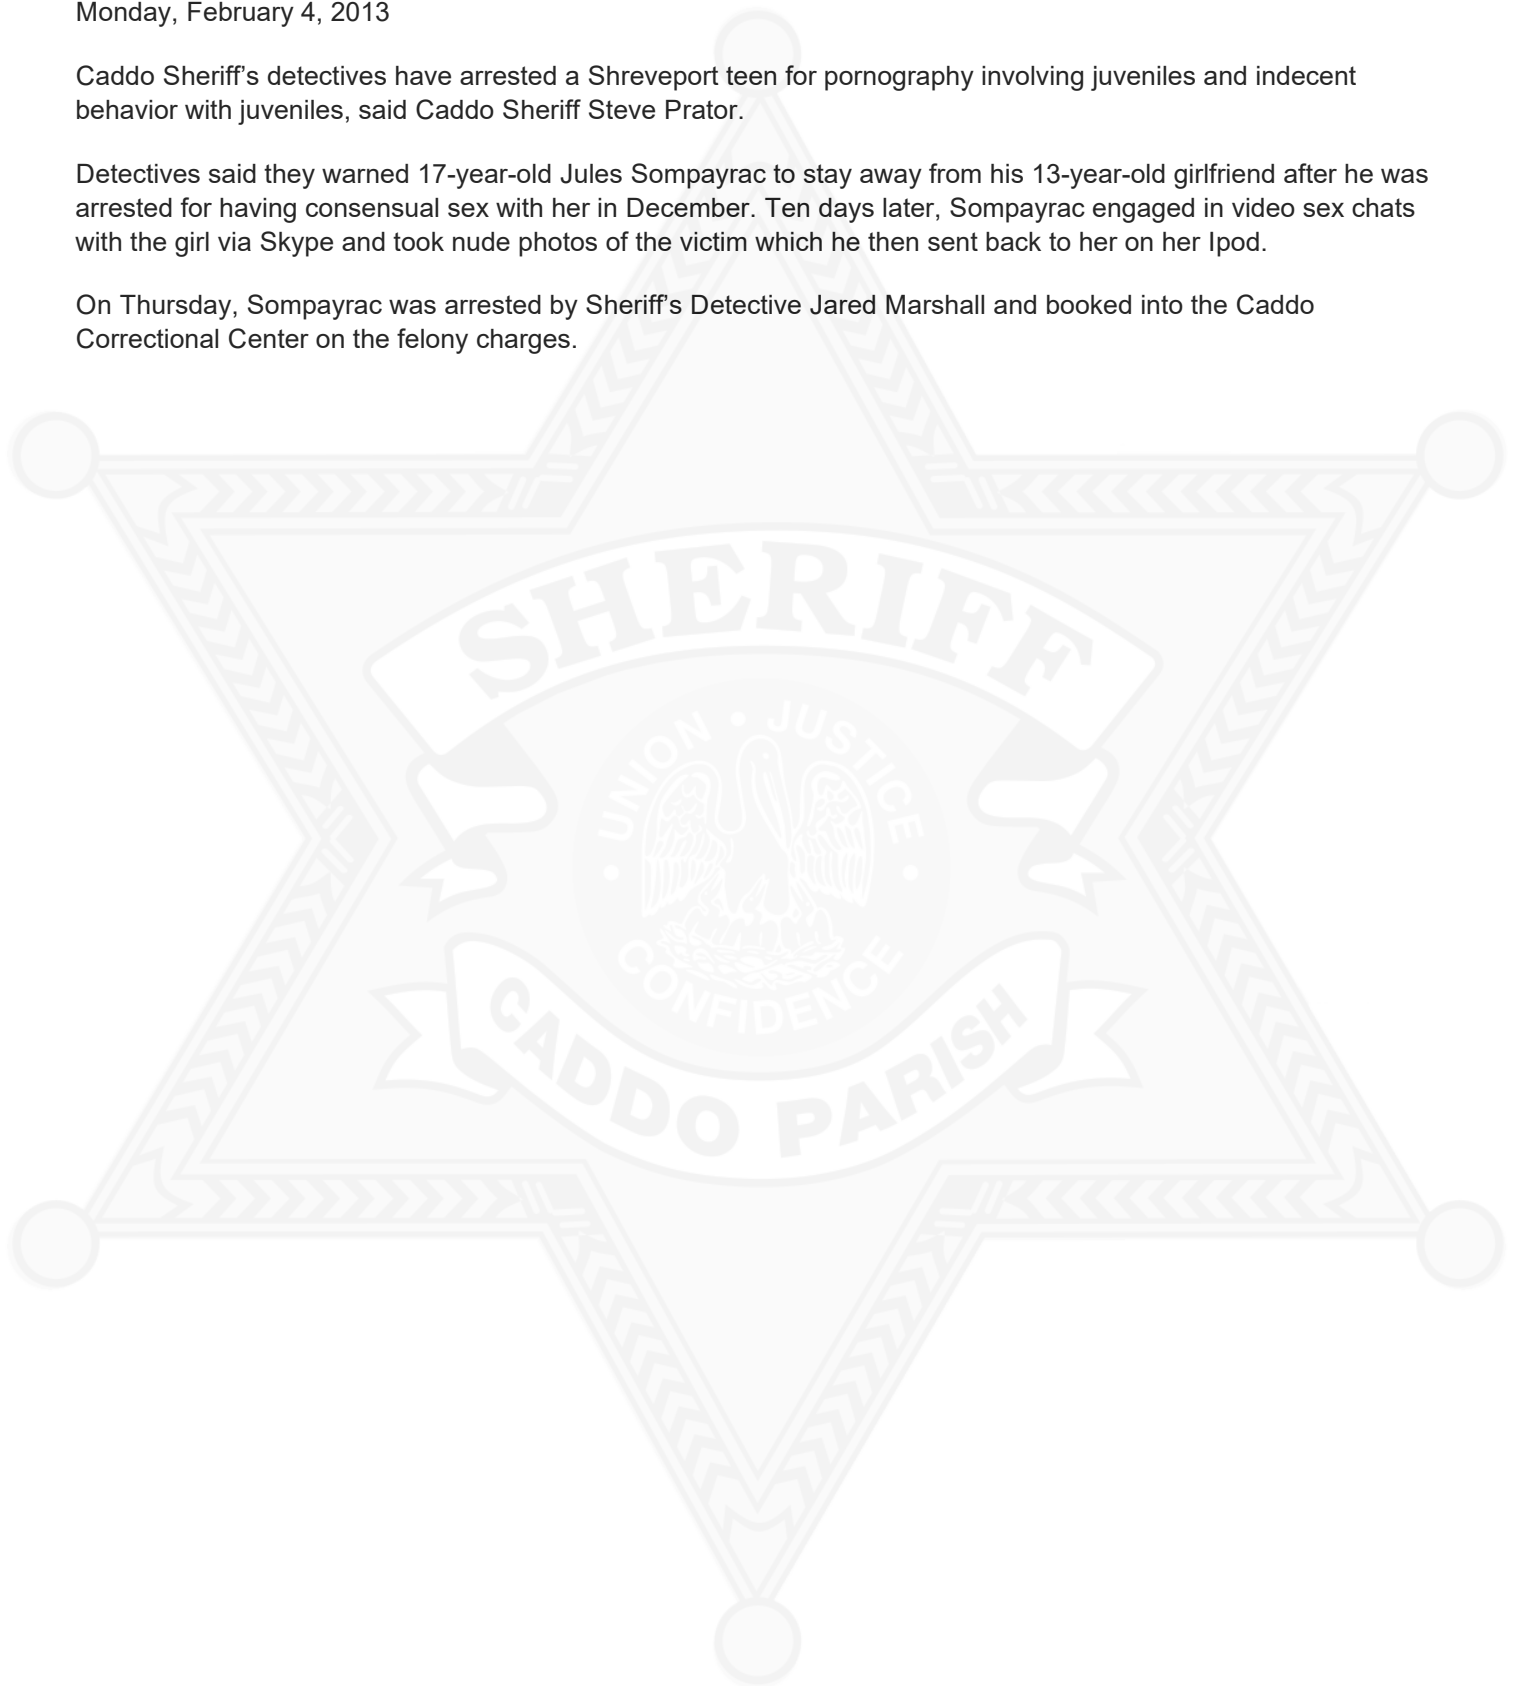 Monday, February 4, 2013
Caddo Sheriff’s detectives have arrested a Shreveport teen for pornography involving juveniles and indecent
behavior with juveniles, said Caddo Sheriff Steve Prator.
Detectives said they warned 17-year-old Jules Sompayrac to stay away from his 13-year-old girlfriend after he was
arrested for having consensual sex with her in December. Ten days later, Sompayrac engaged in video sex chats
with the girl via Skype and took nude photos of the victim which he then sent back to her on her Ipod.
On Thursday, Sompayrac was arrested by Sheriff’s Detective Jared Marshall and booked into the Caddo
Correctional Center on the felony charges.
SHERIFF
UNION • JUSTICE
• CONFIDENCE •
CADDO PARISH